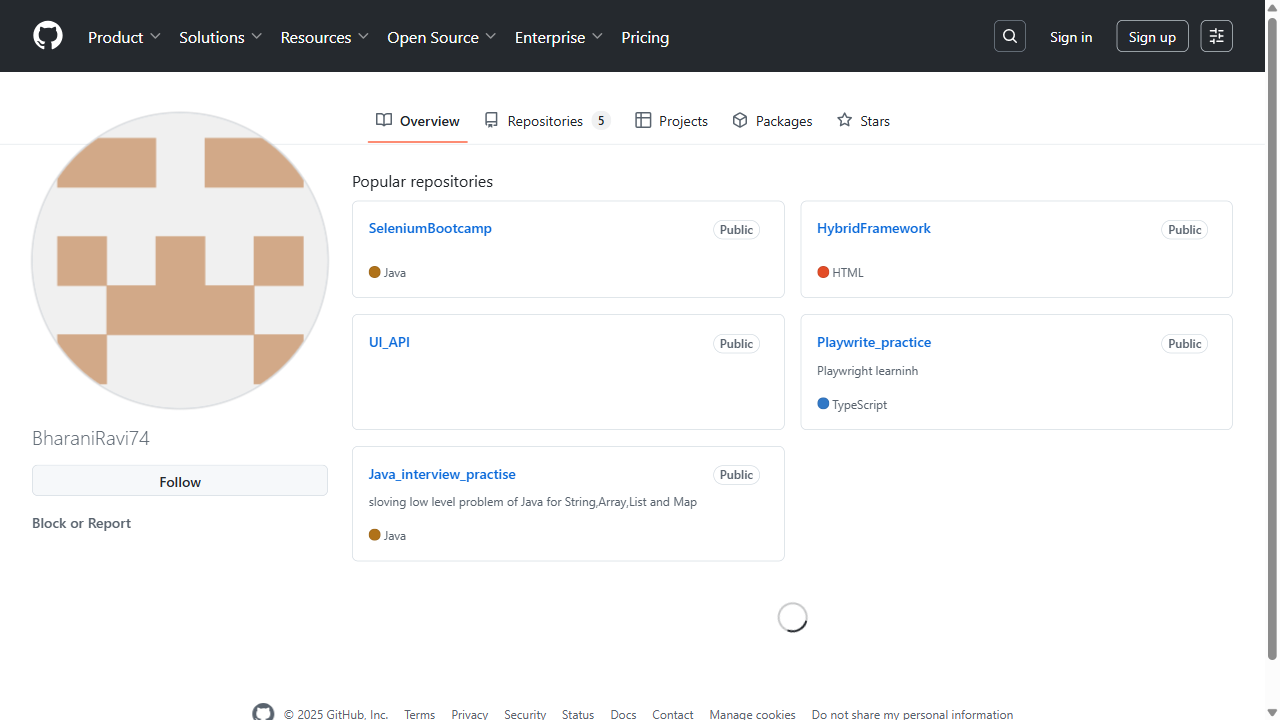 Product Solutions Resources Open Source Enterprise Pricing Sign in Sign up
Overview Repositories 5 Projects Packages Stars
BharaniRavi74
Follow
Block or Report
Popular repositories
SeleniumBootcamp Public
Java
HybridFramework Public
HTML
UI_API Public
Playwrite_practice Public
Playwright learninh
TypeScript
Java_interview_practise Public
sloving low level problem of Java for String,Array,List and Map
Java
© 2025 GitHub, Inc. Terms Privacy Security Status Docs Contact Manage cookies Do not share my personal information